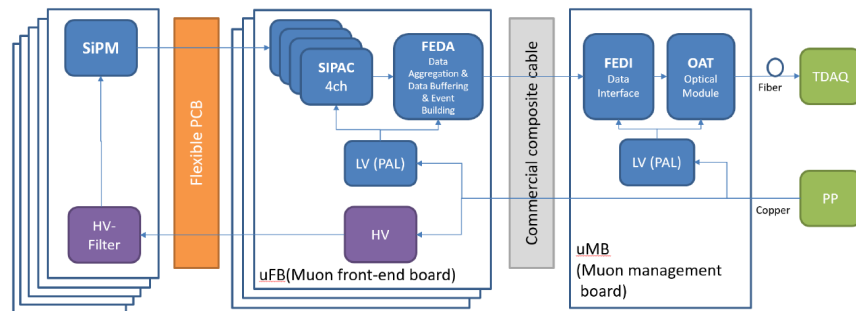 SiPM
HV-
Filter
Flexible PCB
SIPAC
4ch
FEDA
Data
Aggregation &
Data Buffering
& Event
Building
LV (PAL)
HV
uFB(Muon front-end board)
Commercial composite cable
FEDI
Data
Interface
OAT
Optical
Module
LV (PAL)
uMB
(Muon management
board)
Fiber
TDAQ
Copper
PP